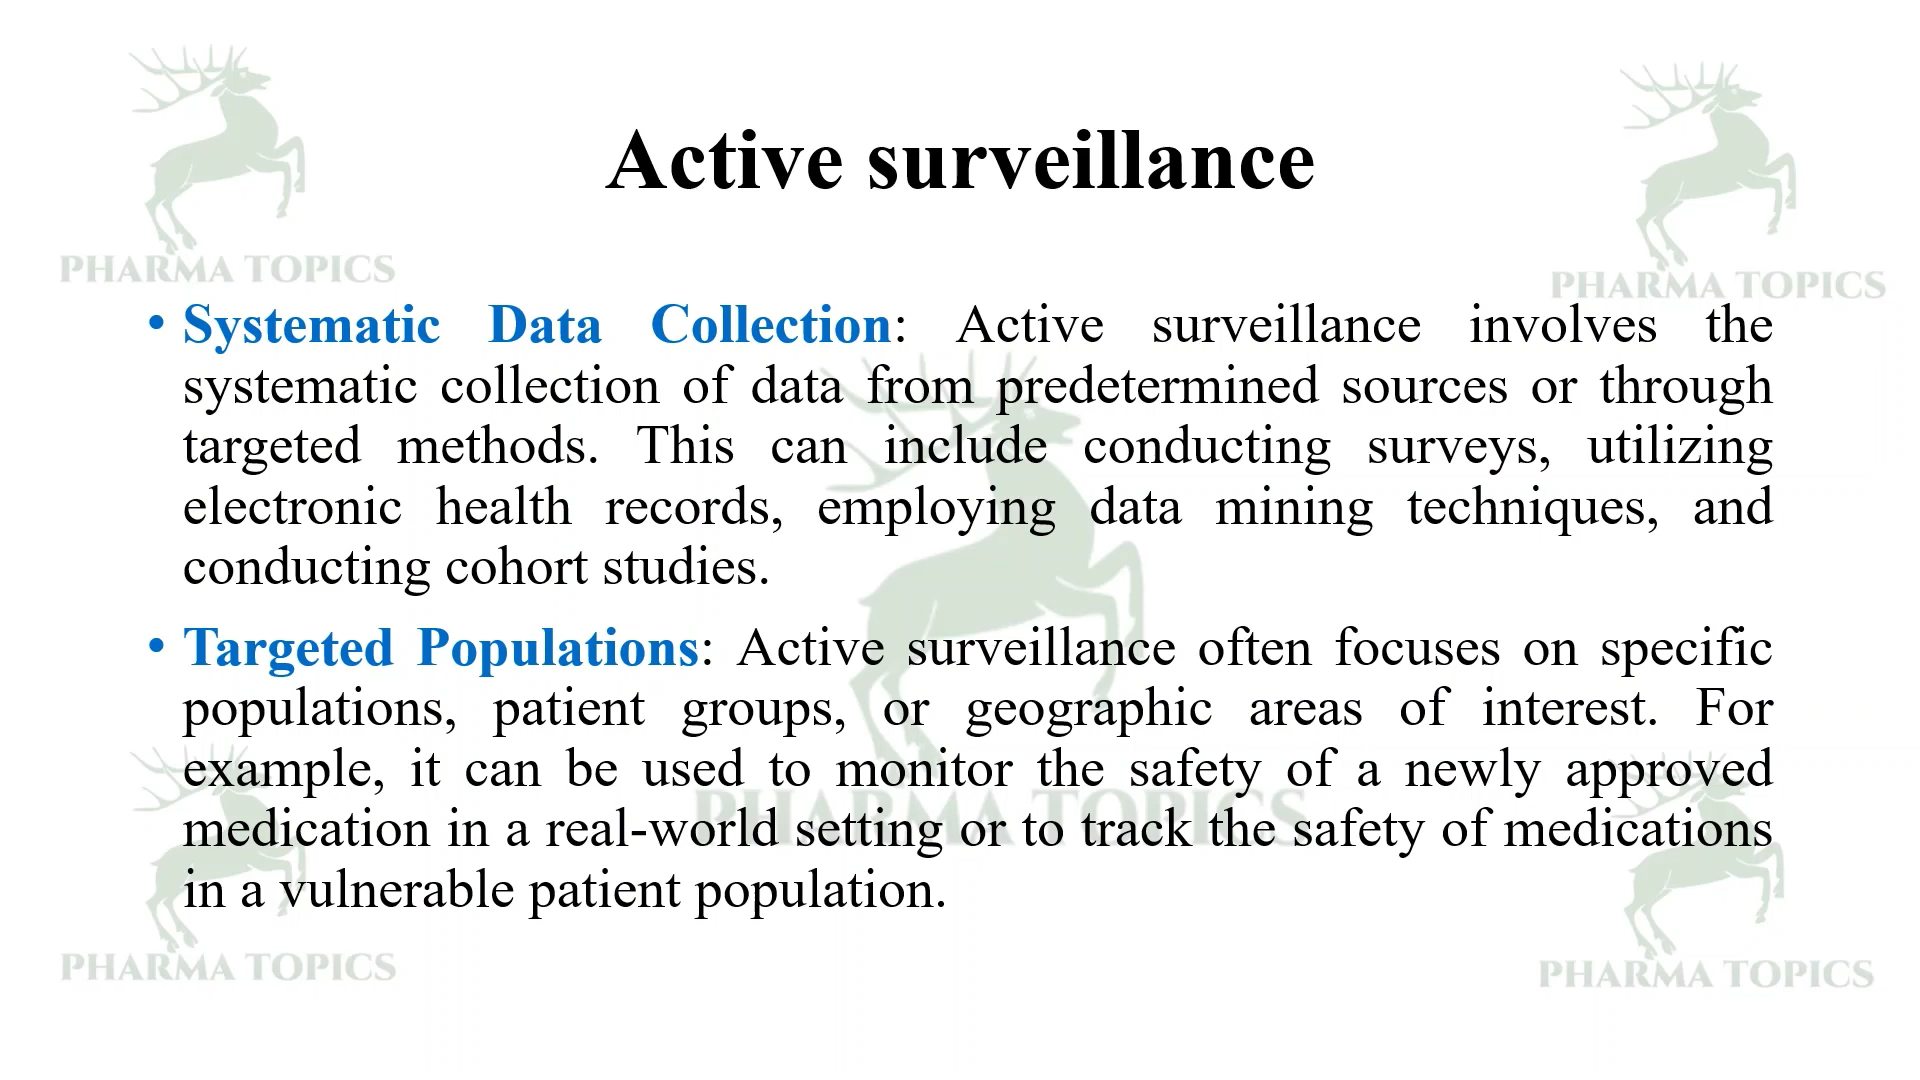 Active surveillance
PHARMA TOPICS
PHARMA TOPICS
• Systematic Data Collection: Active surveillance involves the
systematic collection of data from predetermined sources or through
targeted methods. This can include conducting surveys, utilizing
electronic health records, employing data mining techniques, and
conducting cohort studies.
• Targeted Populations: Active surveillance often focuses on specific
populations, patient groups, or geographic areas of interest. For
example, it can be used to monitor the safety of a newly approved
PHARMA TOPICS
medication in a real-world setting or to track the safety of medications
in a vulnerable patient population.
PHARMA TOPICS
PHARMA TOPICS